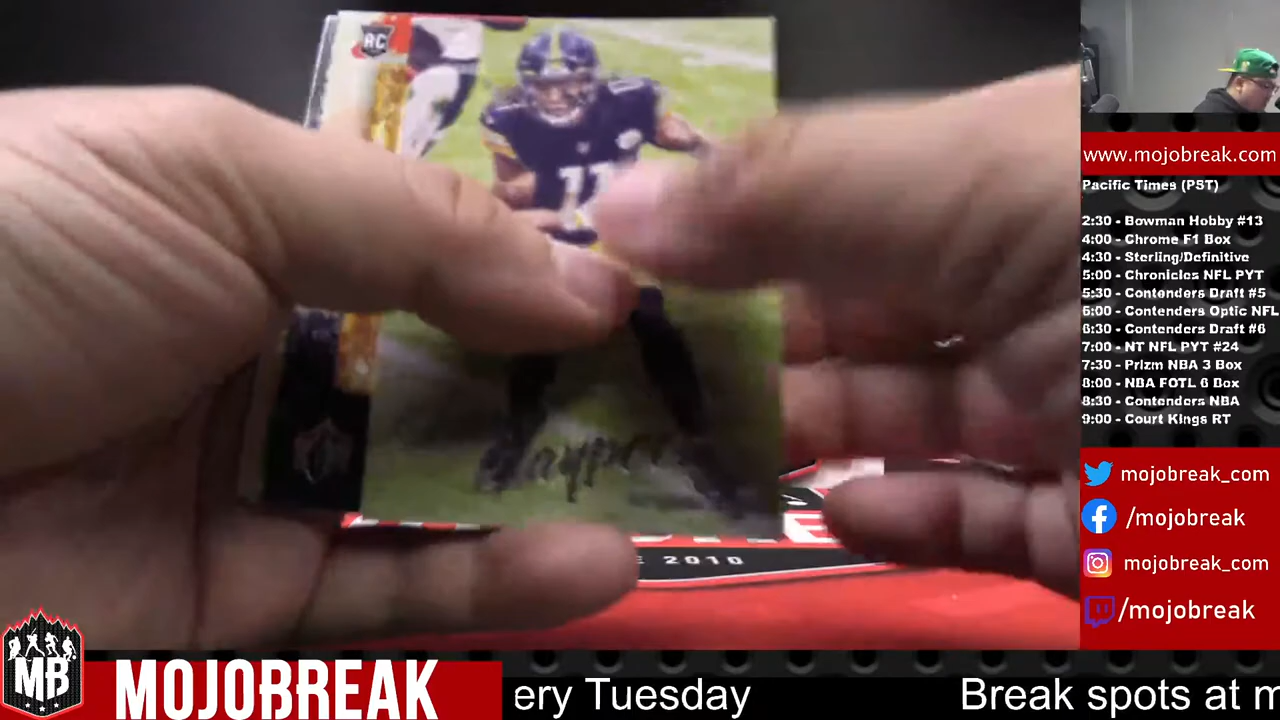 RC
11
11
2010
www.mojobreak.com
Pacific Times (PST)
2:30 - Bowman Hobby #13
4:00 - Chrome F1 Box
4:30 - Sterling/Definitive
5:00 - Chronicles NFL PYT
5:30 - Contenders Draft #5
6:00 - Contenders Optic NFL
6:30 - Contenders Draft #6
7:00 - NT NFL PYT #24
7:30 - Prizm NBA 3 Box
8:00 - NBA FOTL 6 Box
8:30 - Contenders NBA
9:00 - Court Kings RT
mojobreak_com
/mojobreak
mojobreak_com
/mojobreak
MB
MOJOBREAK
ery Tuesday
Break spots at m